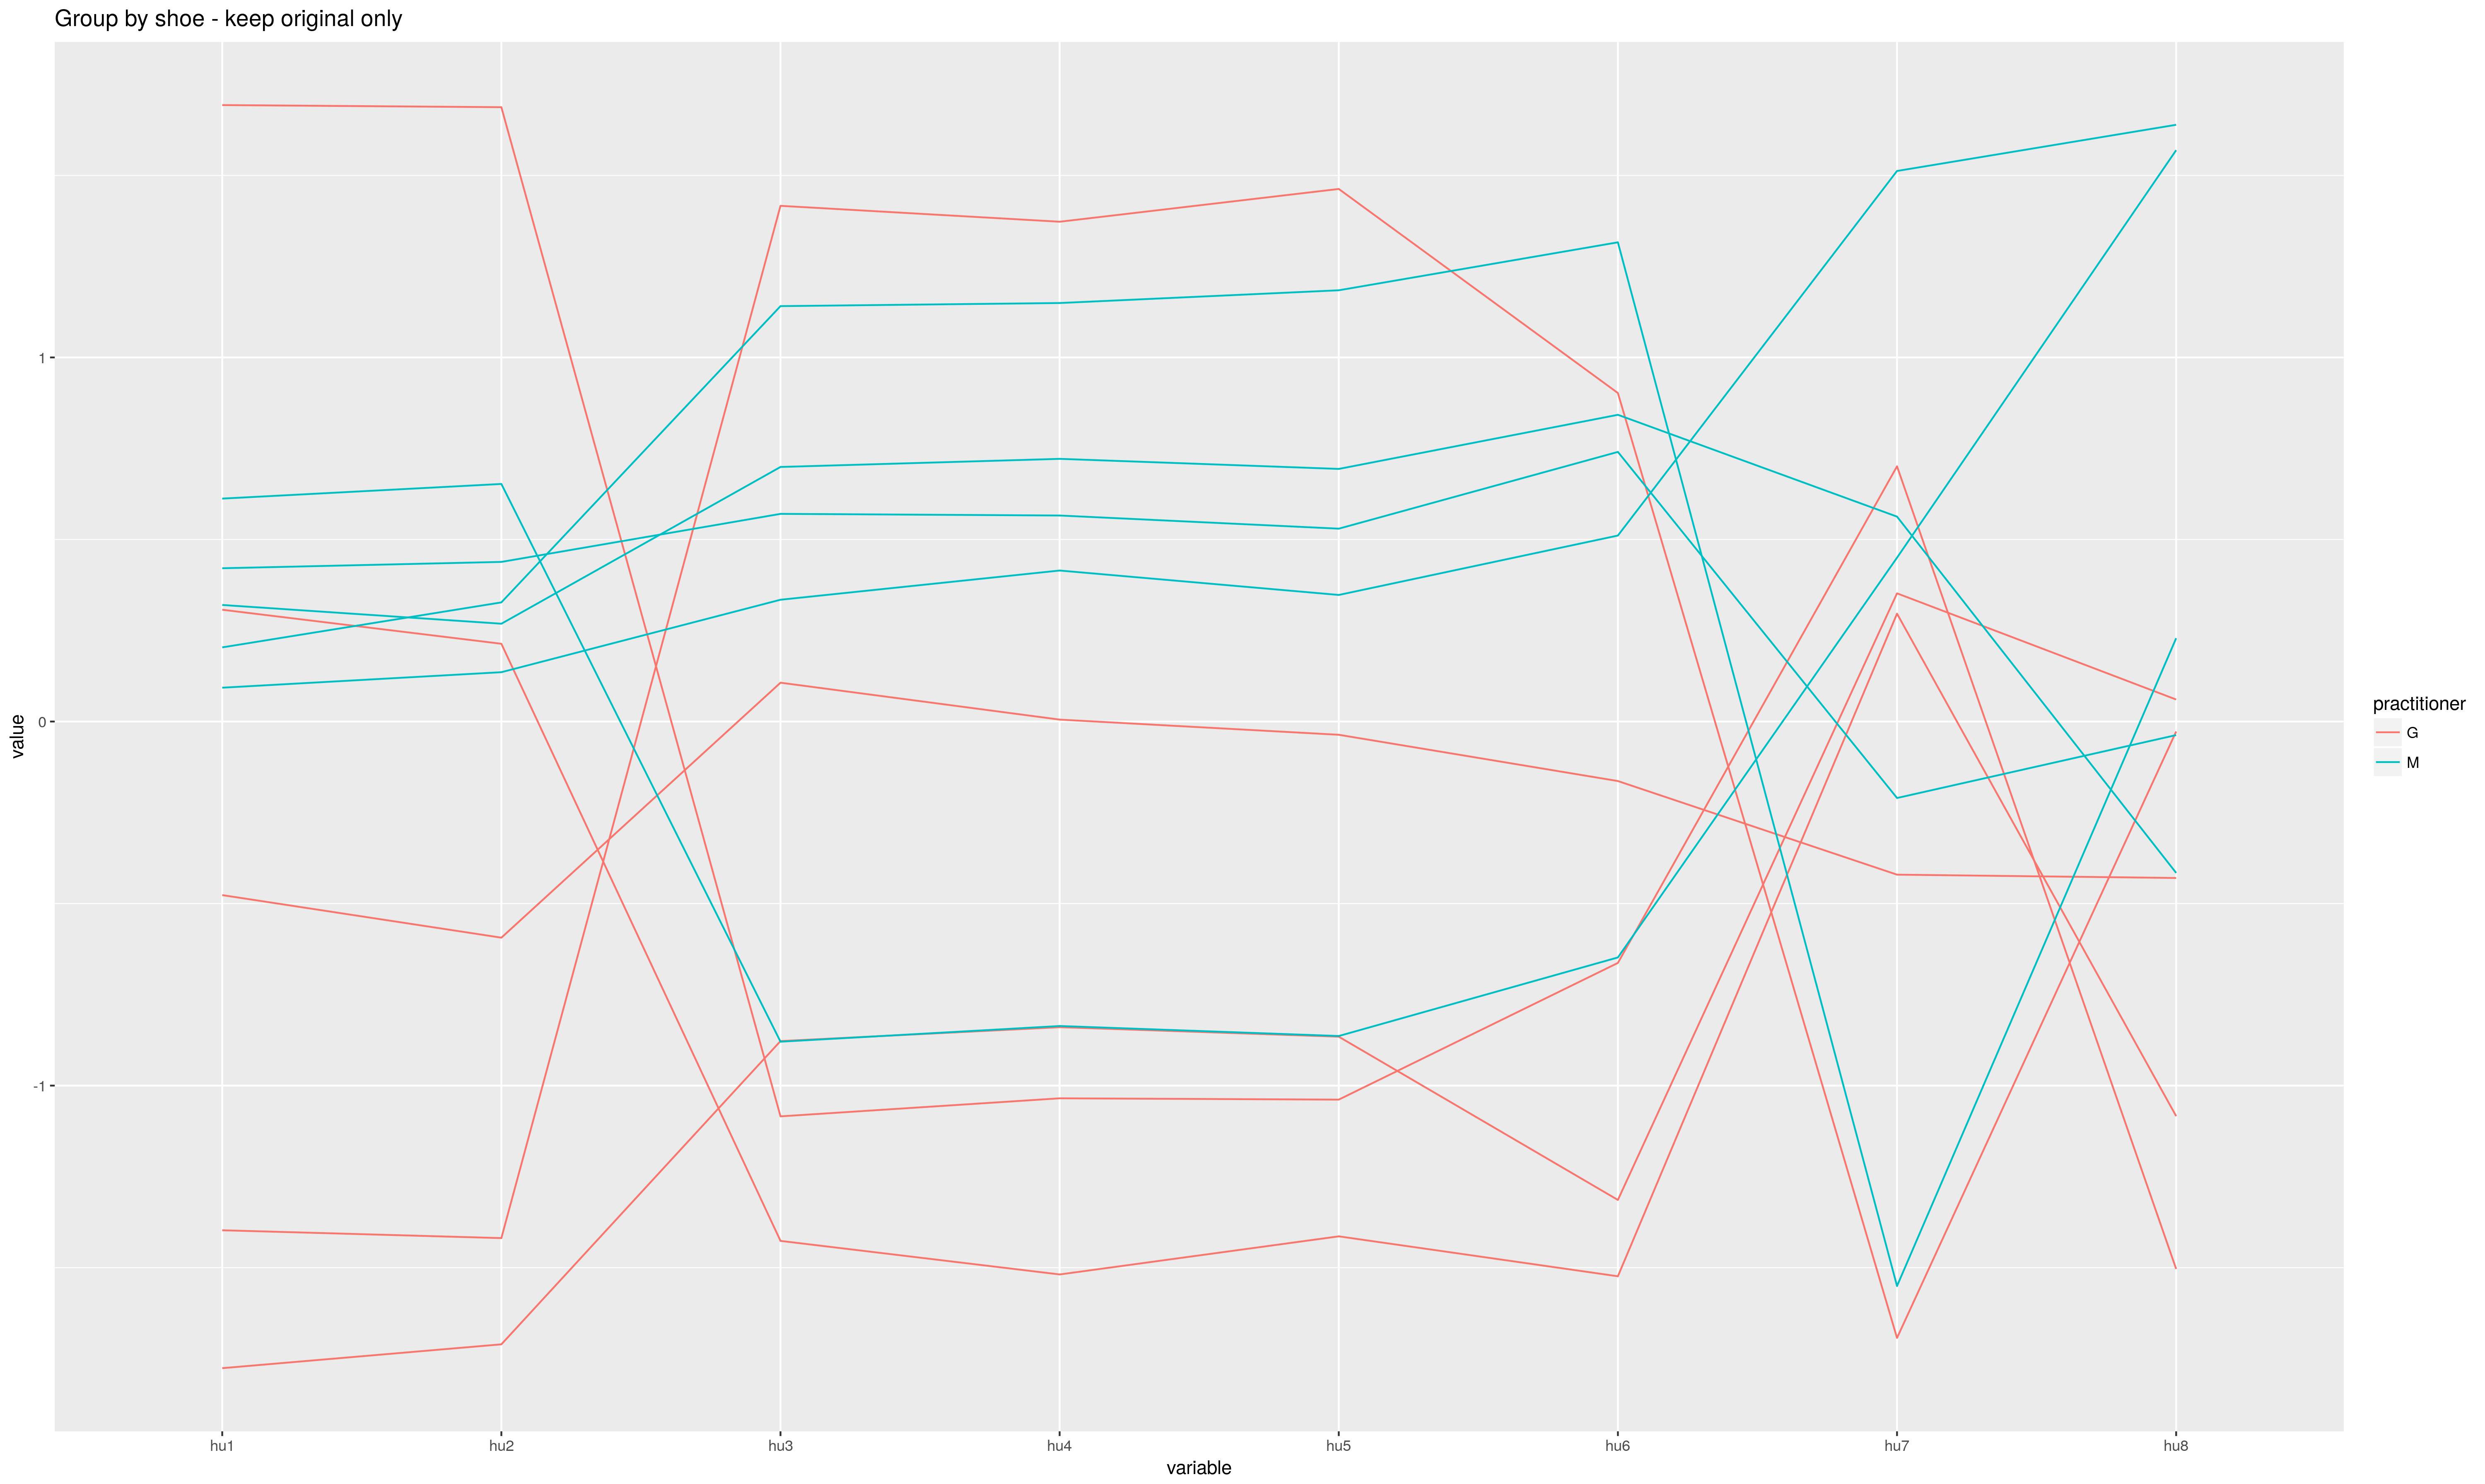 Group by shoe - keep original only
value
1
0
-1
hu1 hu2 hu3 hu4 hu5 hu6 hu7 hu8
variable
practitioner
G
M